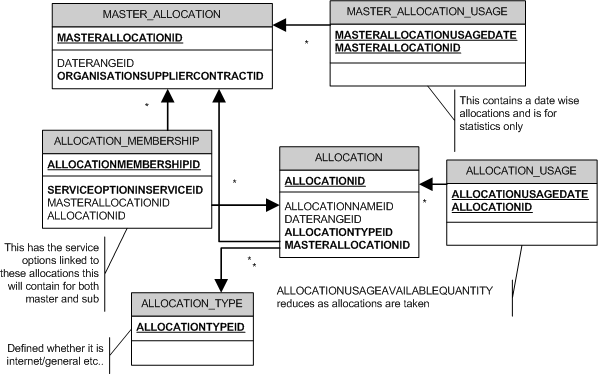 MASTER_ALLOCATION
MASTERALLOCATIONID
DATERANGEID
ORGANISATIONSUPPLIERCONTRACTID
MASTER_ALLOCATION_USAGE
MASTERALLOCATIONUSAGEDATE
MASTERALLOCATIONID
*
This contains a date wise
allocations and is for
statistics only
*
ALLOCATION_MEMBERSHIP
ALLOCATIONMEMBERSHIPID
SERVICEOPTIONINSERVICEID
MASTERALLOCATIONID
ALLOCATIONID
*
ALLOCATION
ALLOCATIONID
ALLOCATIONNAMEID
DATERANGEID
ALLOCATIONTYPEID
MASTERALLOCATIONID
*
ALLOCATION_USAGE
ALLOCATIONUSAGEDATE
ALLOCATIONID
This has the service
options linked to
these allocations this
will contain for both
master and sub
*
*
ALLOCATIONUSAGEAVAILABLEQUANTITY
reduces as allocations are taken
ALLOCATION_TYPE
ALLOCATIONTYPEID
Defined whether it is
internet/general etc..